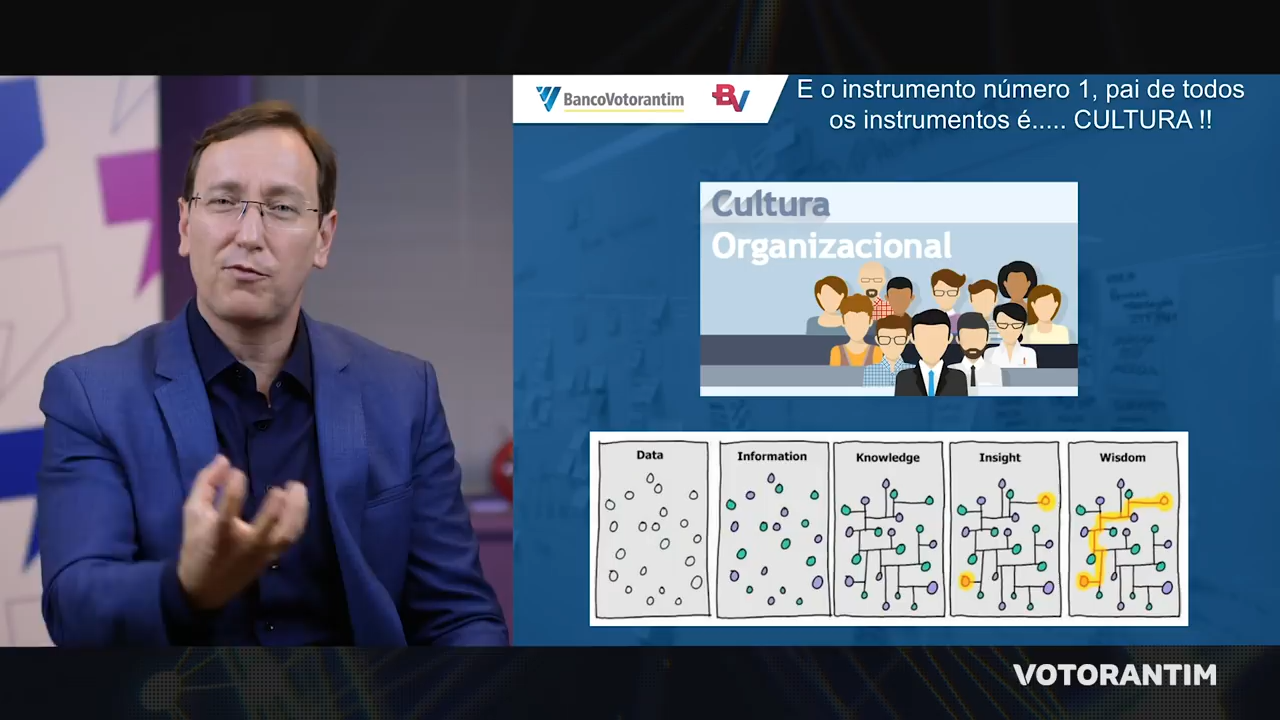 BancoVotorantim
BV
E o instrumento número 1, pai de todos
os instrumentos é..... CULTURA !!
Cultura
Organizacional
Data
Information
Knowledge
Insight
Wisdom
VOTORANTIM